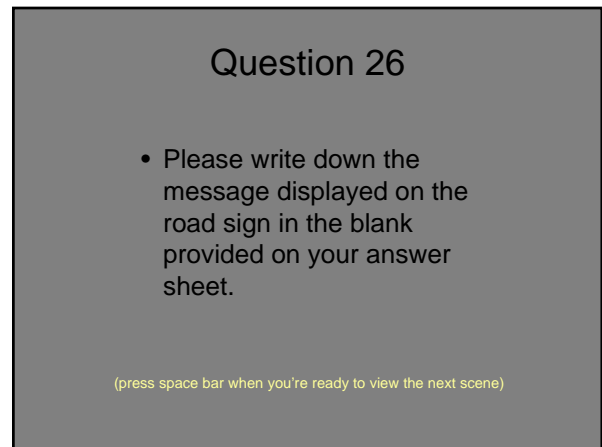 Question 26
• Please write down the
message displayed on the
road sign in the blank
provided on your answer
sheet.
(press space bar when you're ready to view the next scene)